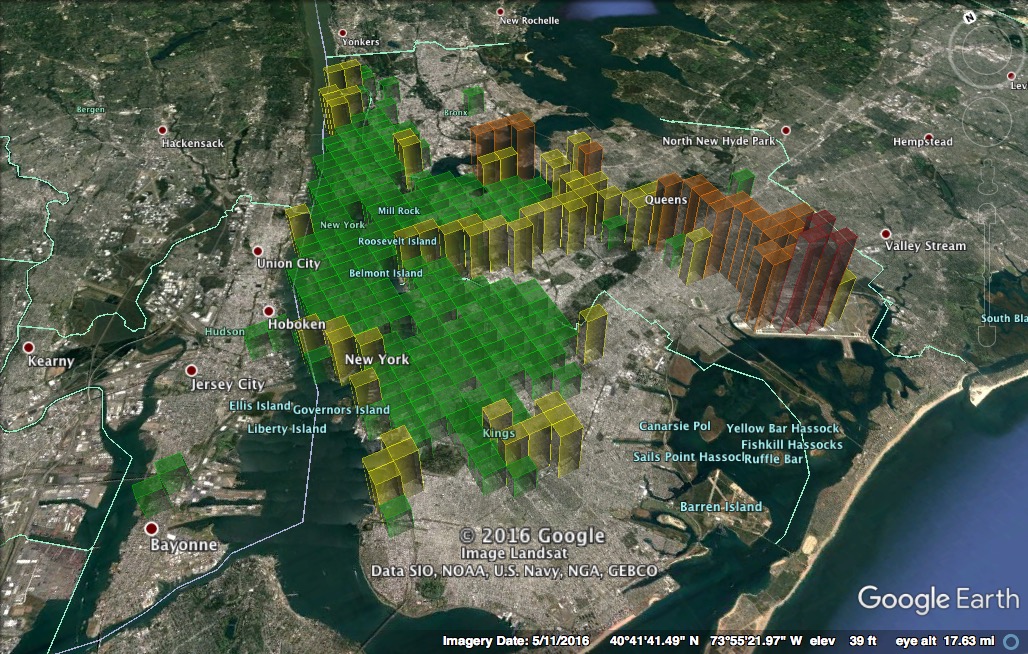 New Rochelle
Yonkers
Bergen
Bronx
Hackensack
North New Hyde Park
Hempstead
N
Lev
Queens
Mill Rock
New York
Roosevelt Island
Valley Stream
Union City
Belmont Island
South Bla
Hoboken
Hudson
New York
Kearny
Jersey City
Ellis Island
Governors Island
Liberty Island
Kings
Canarsie Pol
Yellow Bar Hassock
Fishkill Hassocks
Sails Point Hassock
Ruffle Bar
Barren Island
Bayonne
© 2016 Google
Image Landsat
Data SIO, NOAA, U.S. Navy, NGA, GEBCO
Google Earth
Imagery Date: 5/11/2016 40°41'41.49" N 73°55'21.97" W elev 39 ft eye alt 17.63 mi